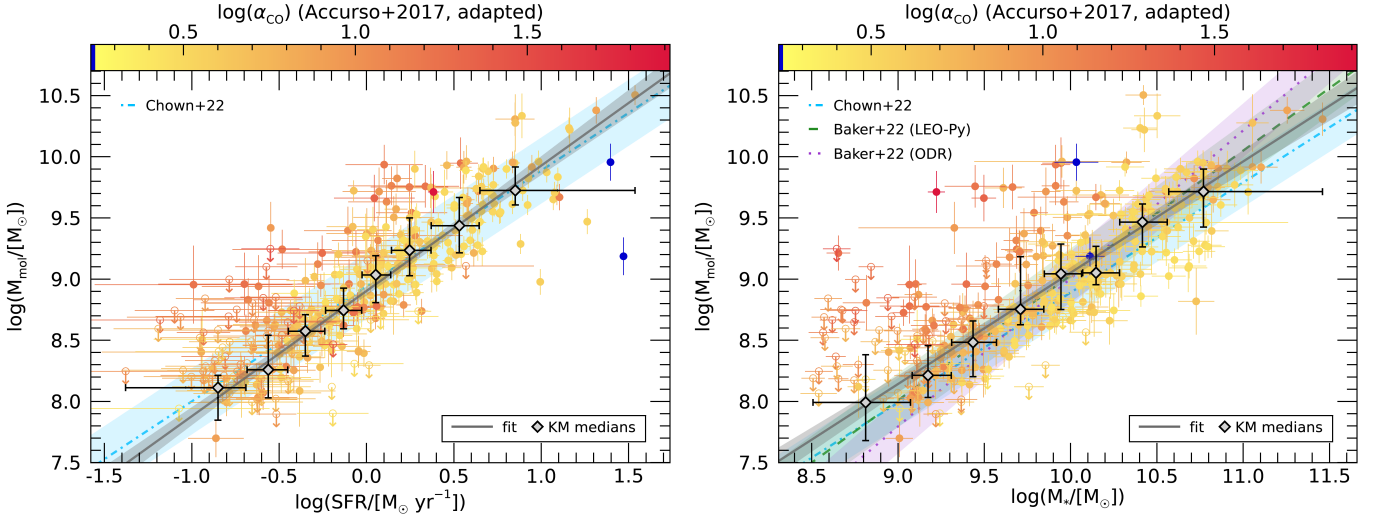 log(α_CO) (Accurso+2017, adapted)
0.5 1.0 1.5
Chown+22
fit KM medians
10.5
10.0
9.5
9.0
8.5
8.0
7.5
log(M_mol/[M_⊙])
-1.5 -1.0 -0.5 0.0 0.5 1.0 1.5
log(SFR/[M_⊙ yr⁻¹])
log(α_CO) (Accurso+2017, adapted)
0.5 1.0 1.5
Chown+22
Baker+22 (LEO-Py)
Baker+22 (ODR)
fit KM medians
10.5
10.0
9.5
9.0
8.5
8.0
7.5
log(M_mol/[M_⊙])
8.5 9.0 9.5 10.0 10.5 11.0 11.5
log(M_*/[M_⊙])